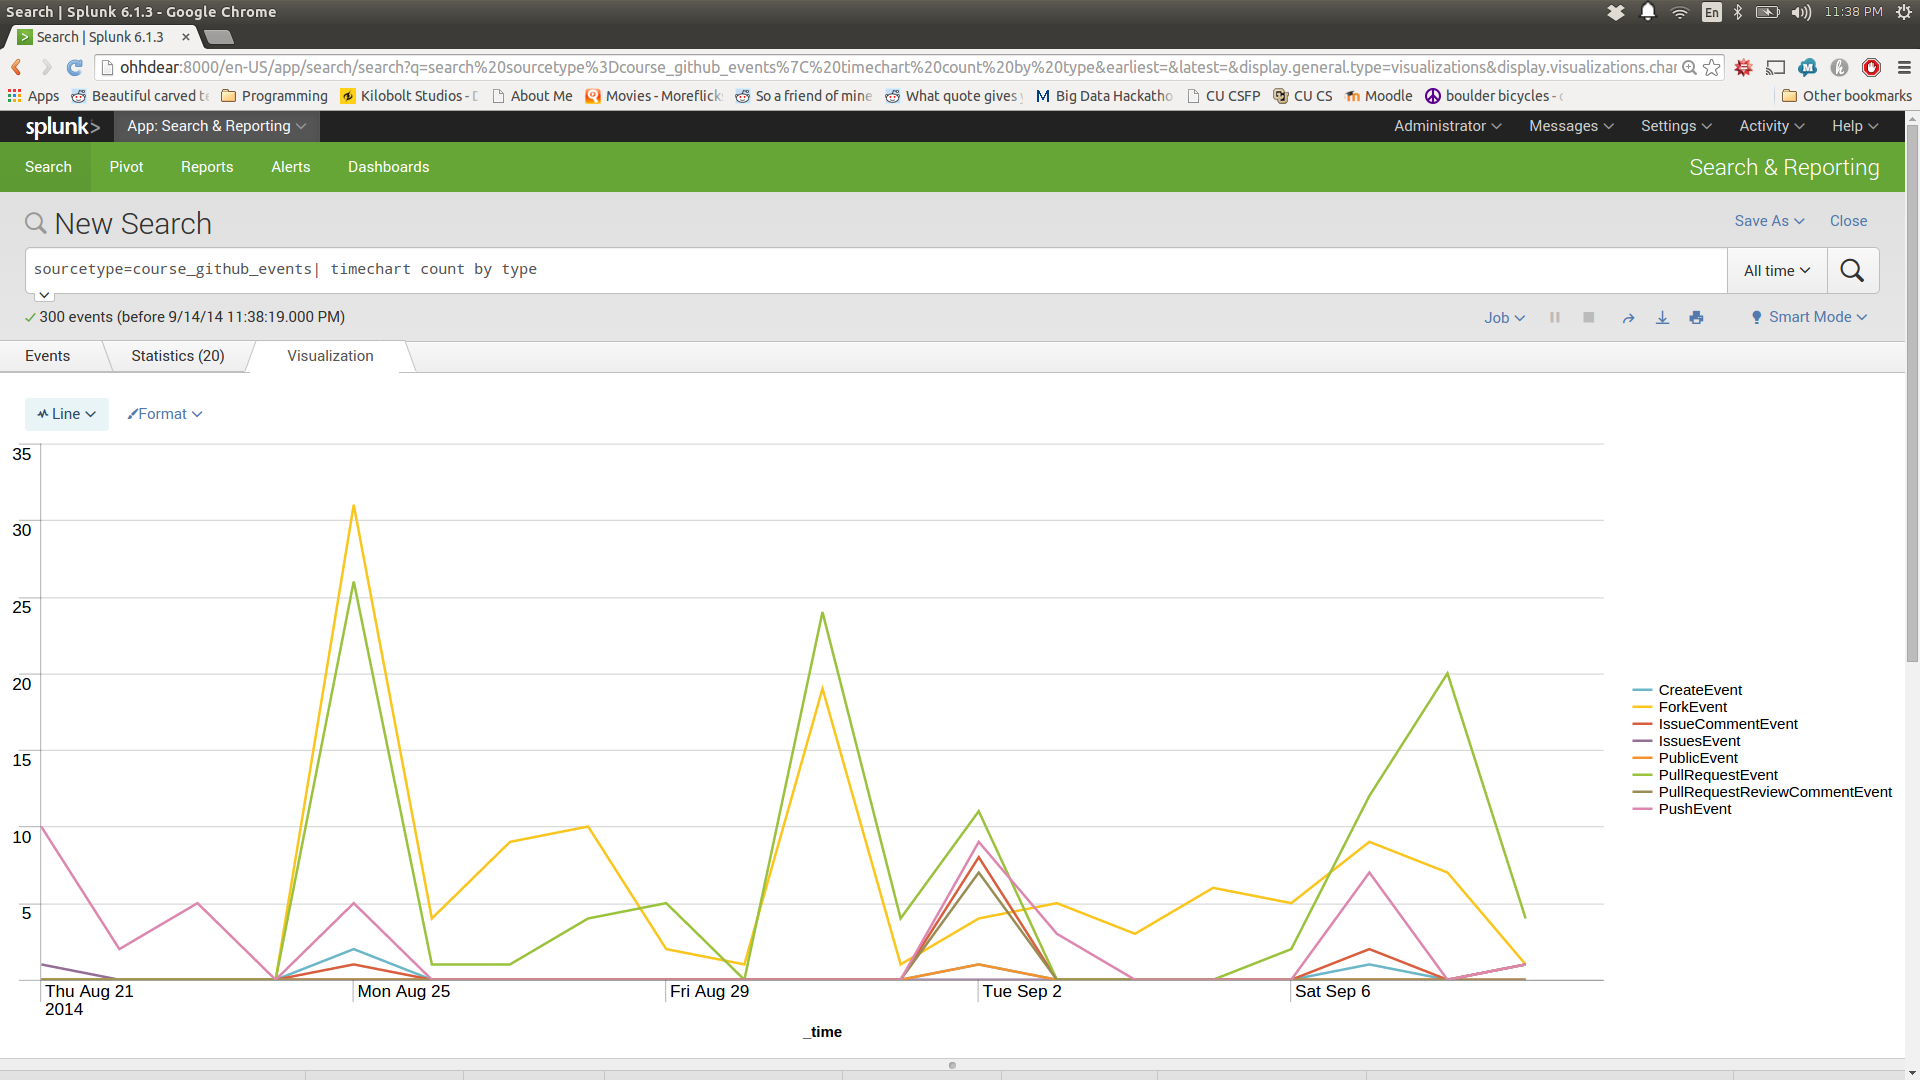 Search | Splunk 6.1.3 - Google Chrome
En
11:38 PM
Search | Splunk 6.1.3
ohhdear:8000/en-US/app/search/search?q=search%20sourcetype%3Dcourse_github_events%7C%20timechart%20count%20by%20type&earliest=&latest=&display.general.type=visualizations&display.visualizations.char
Apps
Beautiful carved te
Programming
Kilobolt Studios - D
About Me
Movies - Moreflick
So a friend of mine
What quote gives
Big Data Hackatho
CU CSFP
CU CS
Moodle
boulder bicycles -
Other bookmarks
splunk>
App: Search & Reporting
Administrator
Messages
Settings
Activity
Help
Search
Pivot
Reports
Alerts
Dashboards
Search & Reporting
New Search
Save As
Close
sourcetype=course_github_events| timechart count by type
All time
300 events (before 9/14/14 11:38:19.000 PM)
Job
Smart Mode
Events
Statistics (20)
Visualization
Line
Format
35
30
25
20
15
10
5
CreateEvent
ForkEvent
IssueCommentEvent
IssuesEvent
PublicEvent
PullRequestEvent
PullRequestReviewCommentEvent
PushEvent
Thu Aug 21
2014
Mon Aug 25
Fri Aug 29
Tue Sep 2
Sat Sep 6
_time